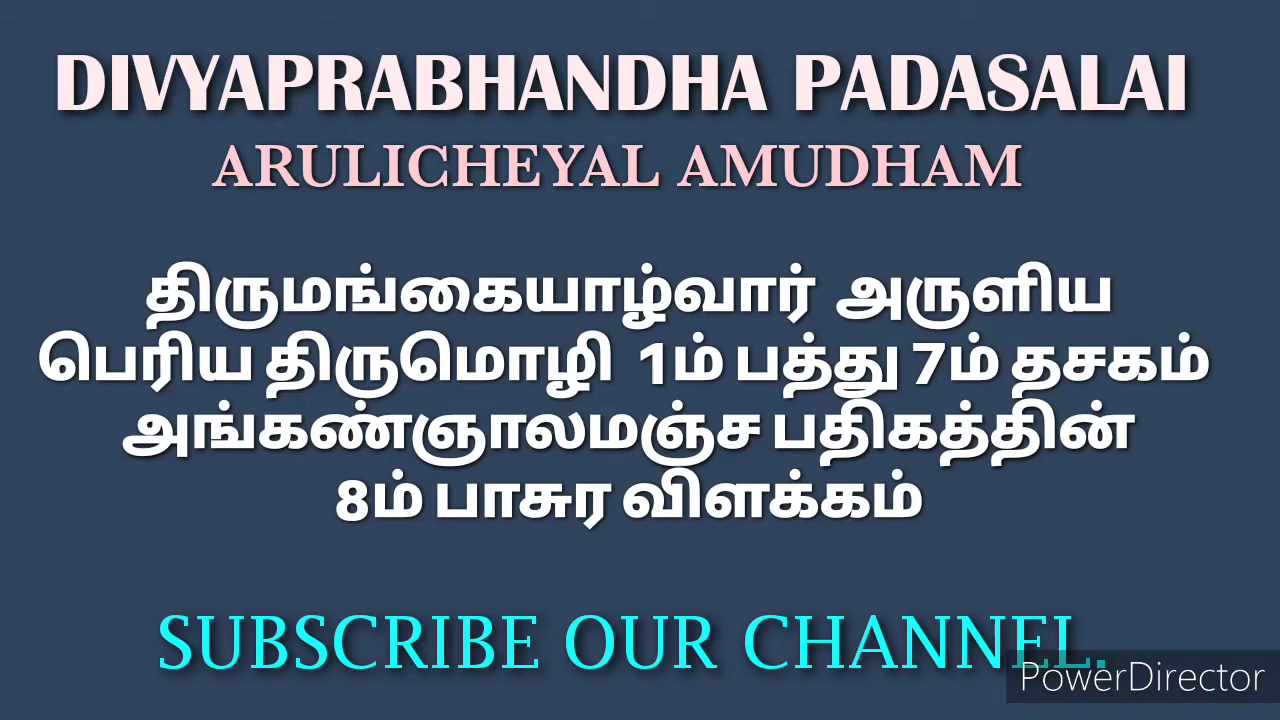 DIVYAPRABHANDHA PADASALAI
ARULICHEYAL AMUDHAM
திருமங்கையாழ்வார் அருளிய
பெரிய திருமொழி 1ம் பத்து 7ம் தசகம்
அங்கண்ஞாலமஞ்ச பதிகத்தின்
8ம் பாசுர விளக்கம்
SUBSCRIBE OUR CHANNEL.
PowerDirector